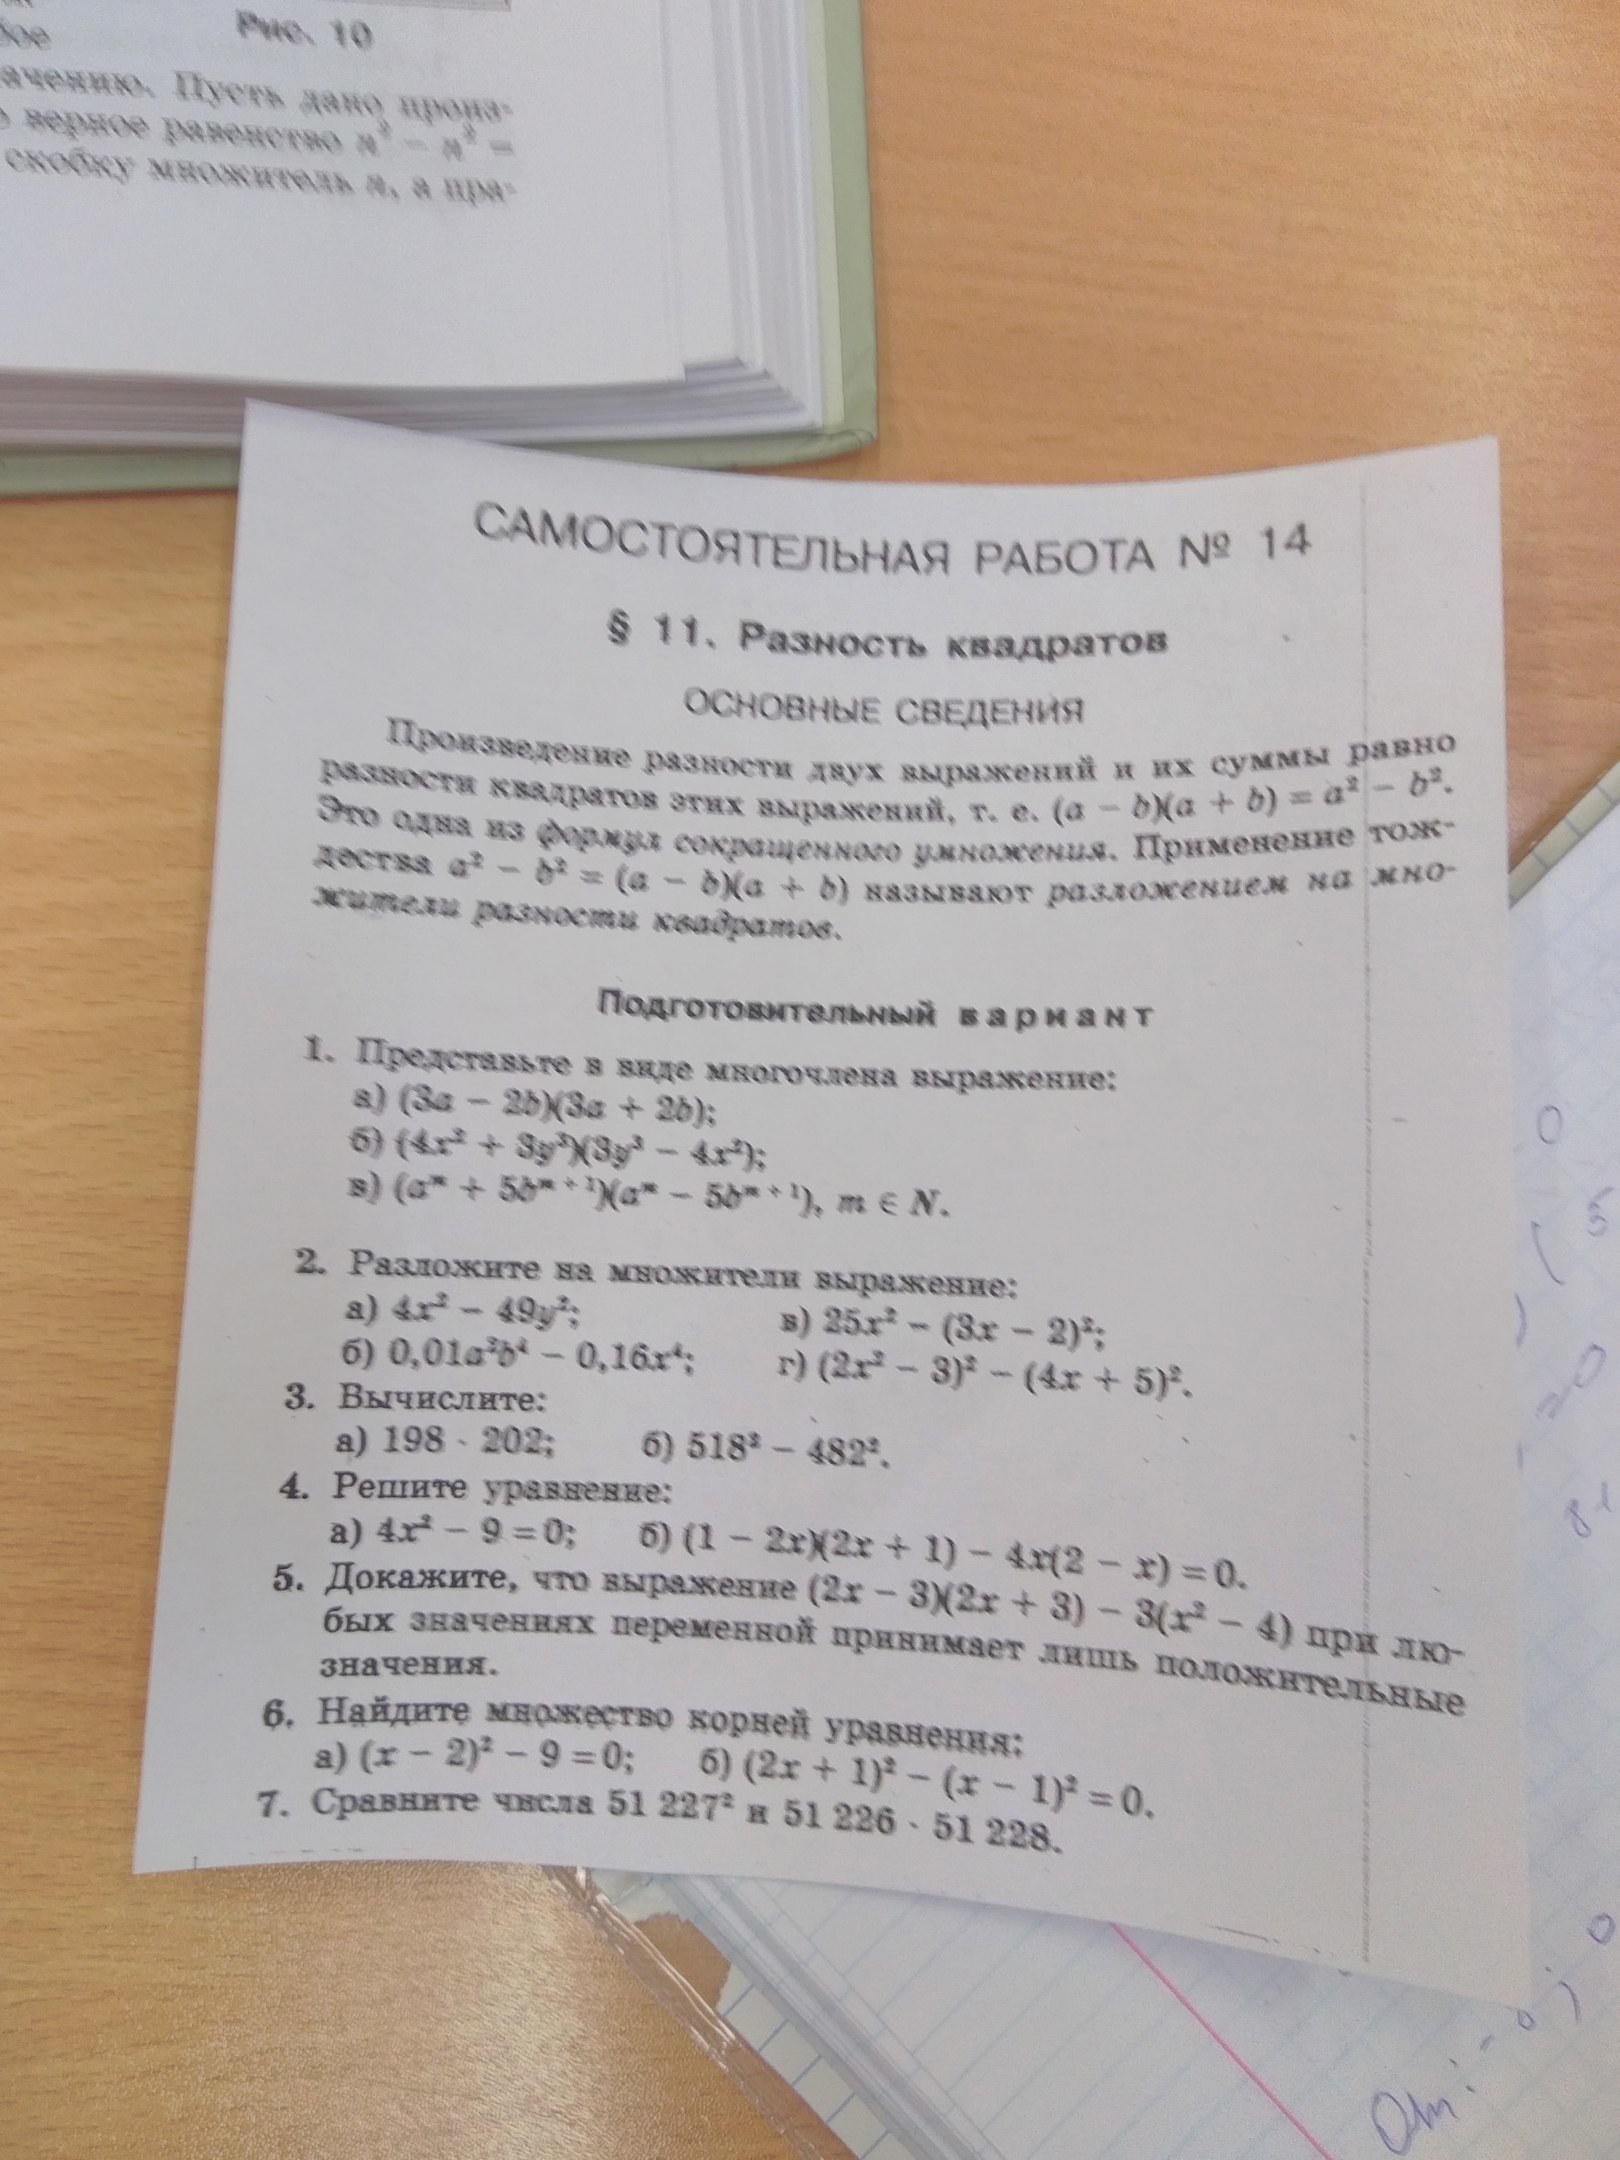 Рис. 10
ачению. Пусть дано произ-
верное равенство n² – n² =
скобку множитель n, а пра-
САМОСТОЯТЕЛЬНАЯ РАБОТА № 14
§ 11. Разность квадратов
ОСНОВНЫЕ СВЕДЕНИЯ
Произведение разности двух выражений и их суммы равно
разности квадратов этих выражений, т. е. (a – b)(a + b) = a² – b².
Это одна из формул сокращенного умножения. Применение тож-
дества a² – b² = (a – b)(a + b) называют разложением на мно-
жители разности квадратов.
Подготовительный вариант
1. Представьте в виде многочлена выражение:
а) (3a – 2b)(3a + 2b);
б) (4x² + 3y³)(3y³ – 4x²);
в) (aᵐ + 5bᵐ⁺¹)(aᵐ – 5bᵐ⁺¹), m ∈ N.
2. Разложите на множители выражение:
а) 4x² – 49y²; в) 25x² – (3x – 2)²;
б) 0,01a²b⁴ – 0,16x⁴; г) (2x² – 3)² – (4x + 5)².
3. Вычислите:
а) 198 · 202; б) 518² – 482².
4. Решите уравнение:
а) 4x² – 9 = 0; б) (1 – 2x)(2x + 1) – 4x(2 – x) = 0.
5. Докажите, что выражение (2x – 3)(2x + 3) – 3(x² – 4) при лю-
бых значениях переменной принимает лишь положительные
значения.
6. Найдите множество корней уравнения:
а) (x – 2)² – 9 = 0; б) (2x + 1)² – (x – 1)² = 0.
7. Сравните числа 51 227² и 51 226 · 51 228.